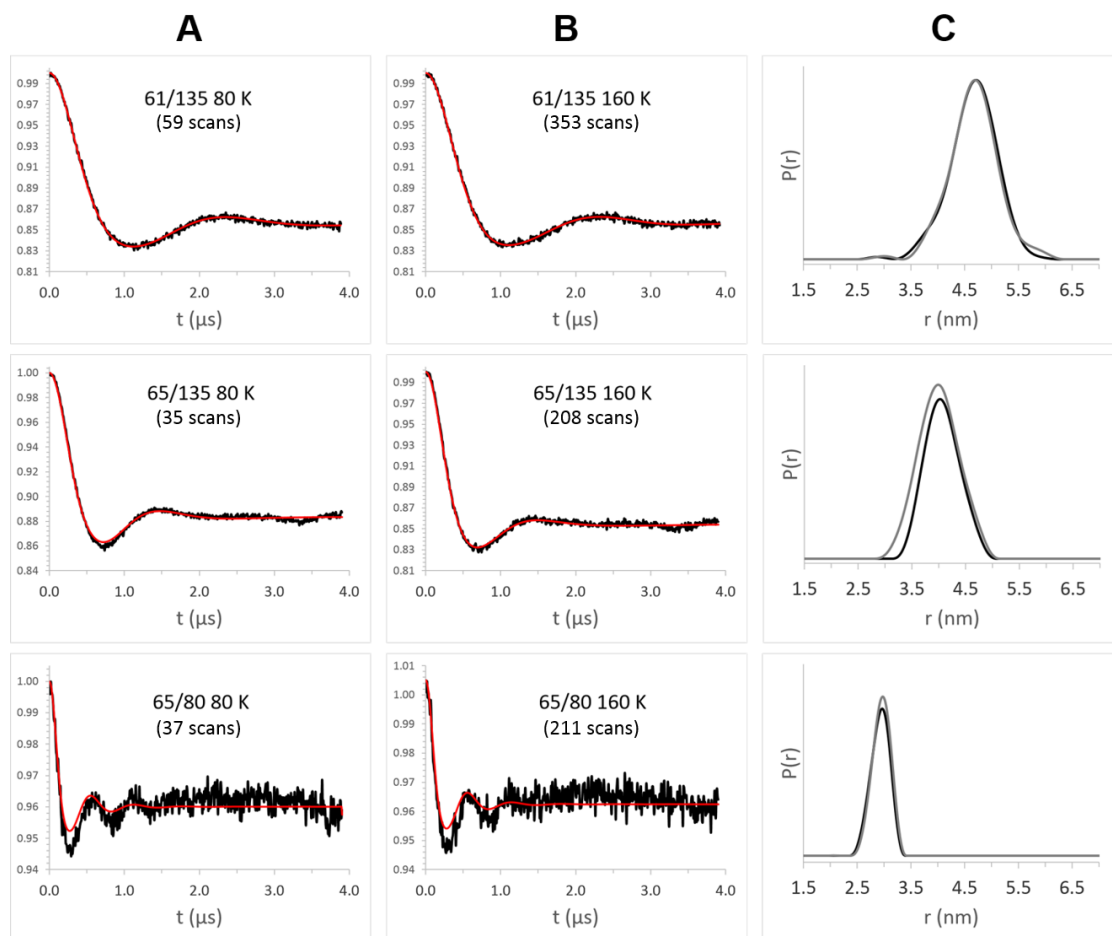 A
B
C
61/135 80 K
(59 scans)
0.99
0.97
0.95
0.93
0.91
0.89
0.87
0.85
0.83
0.81
0.0 1.0 2.0 3.0 4.0
t (µs)
61/135 160 K
(353 scans)
0.99
0.97
0.95
0.93
0.91
0.89
0.87
0.85
0.83
0.81
0.0 1.0 2.0 3.0 4.0
t (µs)
P(r)
1.5 2.5 3.5 4.5 5.5 6.5
r (nm)
65/135 80 K
(35 scans)
1.00
0.98
0.96
0.94
0.92
0.90
0.88
0.86
0.84
0.0 1.0 2.0 3.0 4.0
t (µs)
65/135 160 K
(208 scans)
0.99
0.97
0.95
0.93
0.91
0.89
0.87
0.85
0.83
0.81
0.0 1.0 2.0 3.0 4.0
t (µs)
P(r)
1.5 2.5 3.5 4.5 5.5 6.5
r (nm)
65/80 80 K
(37 scans)
1.00
0.99
0.98
0.97
0.96
0.95
0.94
0.0 1.0 2.0 3.0 4.0
t (µs)
65/80 160 K
(211 scans)
1.01
1.00
0.99
0.98
0.97
0.96
0.95
0.94
0.0 1.0 2.0 3.0 4.0
t (µs)
P(r)
1.5 2.5 3.5 4.5 5.5 6.5
r (nm)